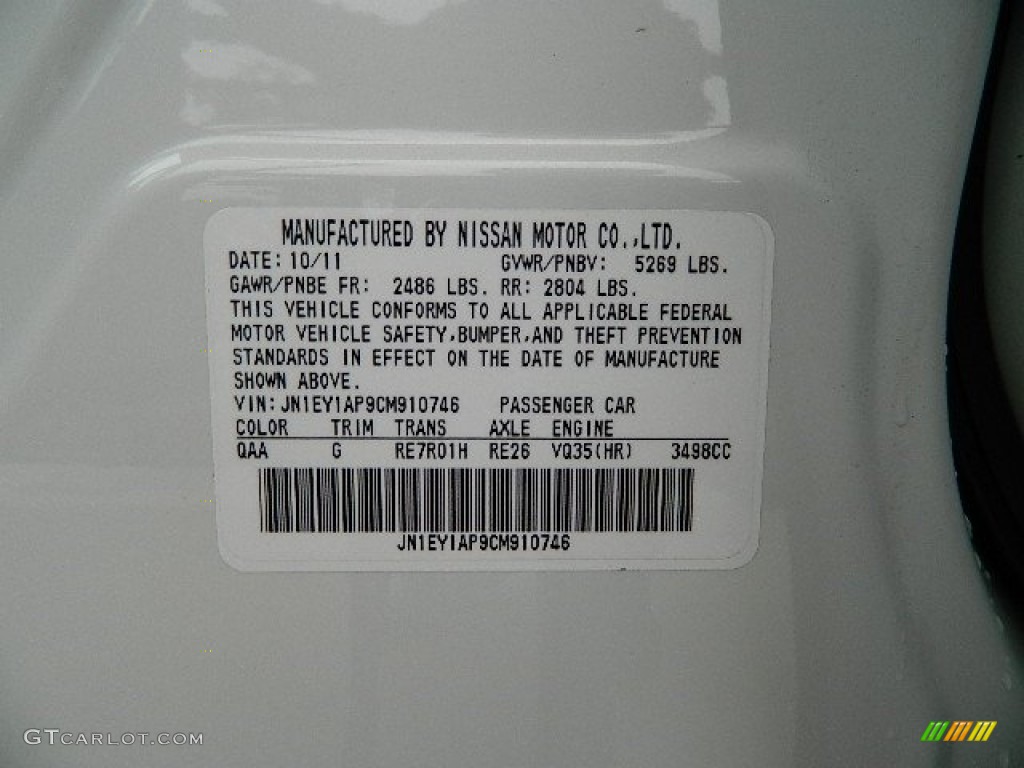 MANUFACTURED BY NISSAN MOTOR CO.,LTD.
DATE: 10/11 GVWR/PNBV: 5269 LBS.
GAWR/PNBE FR: 2486 LBS. RR: 2804 LBS.
THIS VEHICLE CONFORMS TO ALL APPLICABLE FEDERAL
MOTOR VEHICLE SAFETY,BUMPER,AND THEFT PREVENTION
STANDARDS IN EFFECT ON THE DATE OF MANUFACTURE
SHOWN ABOVE.
VIN: JN1EY1AP9CM910746 PASSENGER CAR
COLOR TRIM TRANS AXLE ENGINE
QAA G RE7R01H RE26 VQ35(HR) 3498CC
JN1EY1AP9CM910746
GTCARLOT.COM